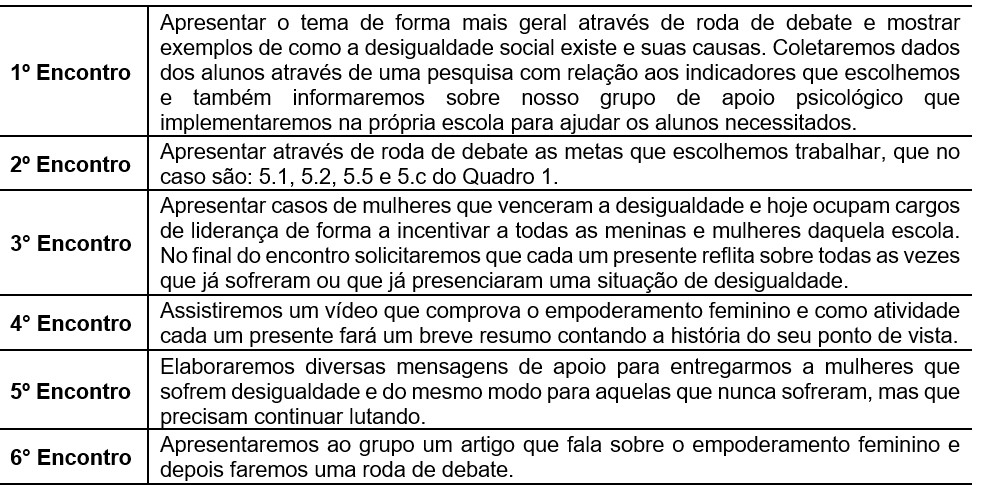 1º Encontro
Apresentar o tema de forma mais geral através de roda de debate e mostrar
exemplos de como a desigualdade social existe e suas causas. Coletaremos dados
dos alunos através de uma pesquisa com relação aos indicadores que escolhemos
e também informaremos sobre nosso grupo de apoio psicológico que
implementaremos na própria escola para ajudar os alunos necessitados.
2º Encontro
Apresentar através de roda de debate as metas que escolhemos trabalhar, que no
caso são: 5.1, 5.2, 5.5 e 5.c do Quadro 1.
3° Encontro
Apresentar casos de mulheres que venceram a desigualdade e hoje ocupam cargos
de liderança de forma a incentivar a todas as meninas e mulheres daquela escola.
No final do encontro solicitaremos que cada um presente reflita sobre todas as vezes
que já sofreram ou que já presenciaram uma situação de desigualdade.
4° Encontro
Assistiremos um vídeo que comprova o empoderamento feminino e como atividade
cada um presente fará um breve resumo contando a história do seu ponto de vista.
5º Encontro
Elaboraremos diversas mensagens de apoio para entregarmos a mulheres que
sofrem desigualdade e do mesmo modo para aquelas que nunca sofreram, mas que
precisam continuar lutando.
6° Encontro
Apresentaremos ao grupo um artigo que fala sobre o empoderamento feminino e
depois faremos uma roda de debate.